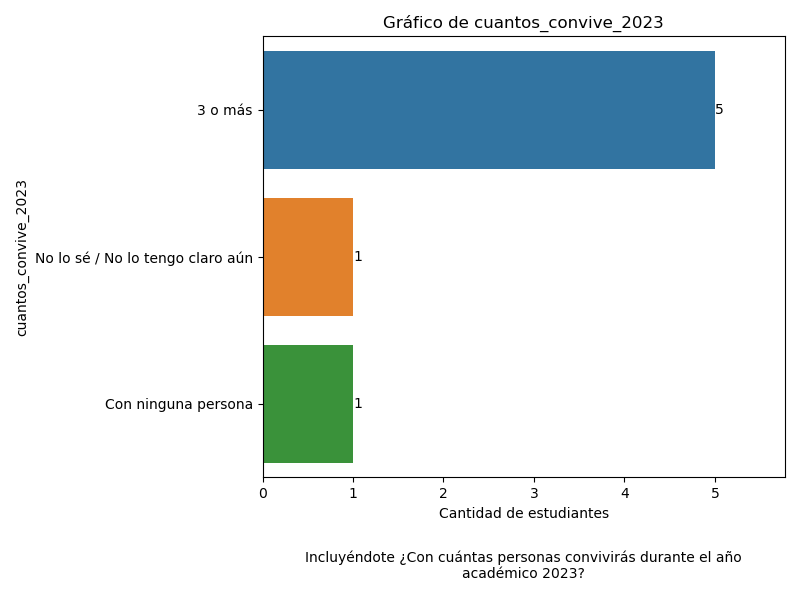 Gráfico de cuantos_convive_2023
cuantos_convive_2023
3 o más
5
No lo sé / No lo tengo claro aún
1
Con ninguna persona
1
0 1 2 3 4 5
Cantidad de estudiantes
Incluyéndote ¿Con cuántas personas convivirás durante el año
académico 2023?